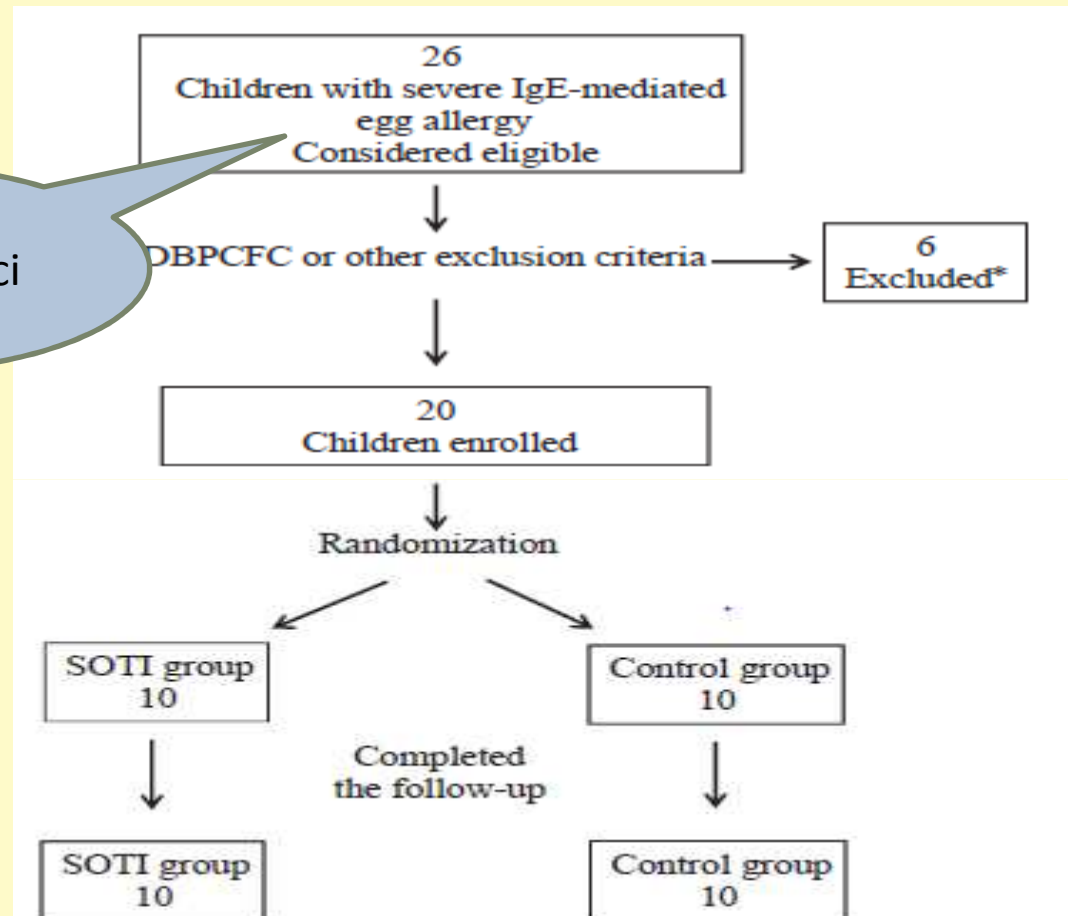 26
Children with severe IgE-mediated
egg allergy
Considered eligible
DBPCFC or other exclusion criteria
6
Excluded*
20
Children enrolled
Randomization
SOTI group
10
Control group
10
Completed
the follow-up
SOTI group
10
Control group
10